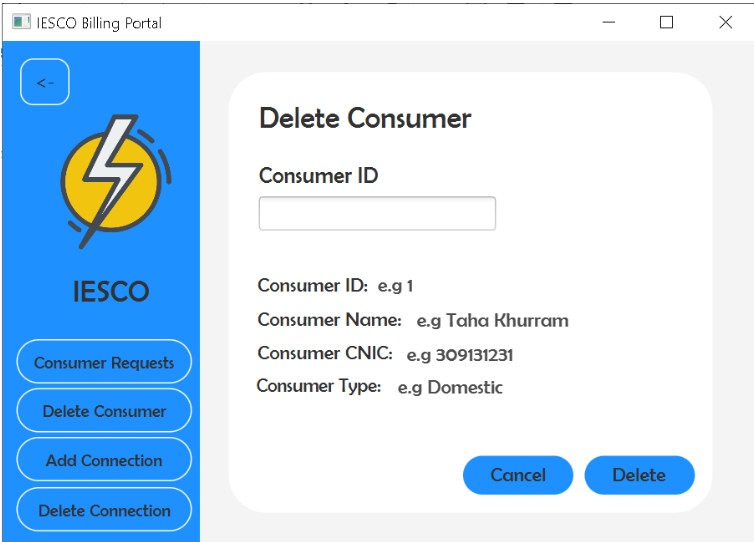 IESCO Billing Portal
<-
IESCO
Consumer Requests
Delete Consumer
Add Connection
Delete Connection
Delete Consumer
Consumer ID
Consumer ID: e.g 1
Consumer Name: e.g Taha Khurram
Consumer CNIC: e.g 309131231
Consumer Type: e.g Domestic
Cancel Delete